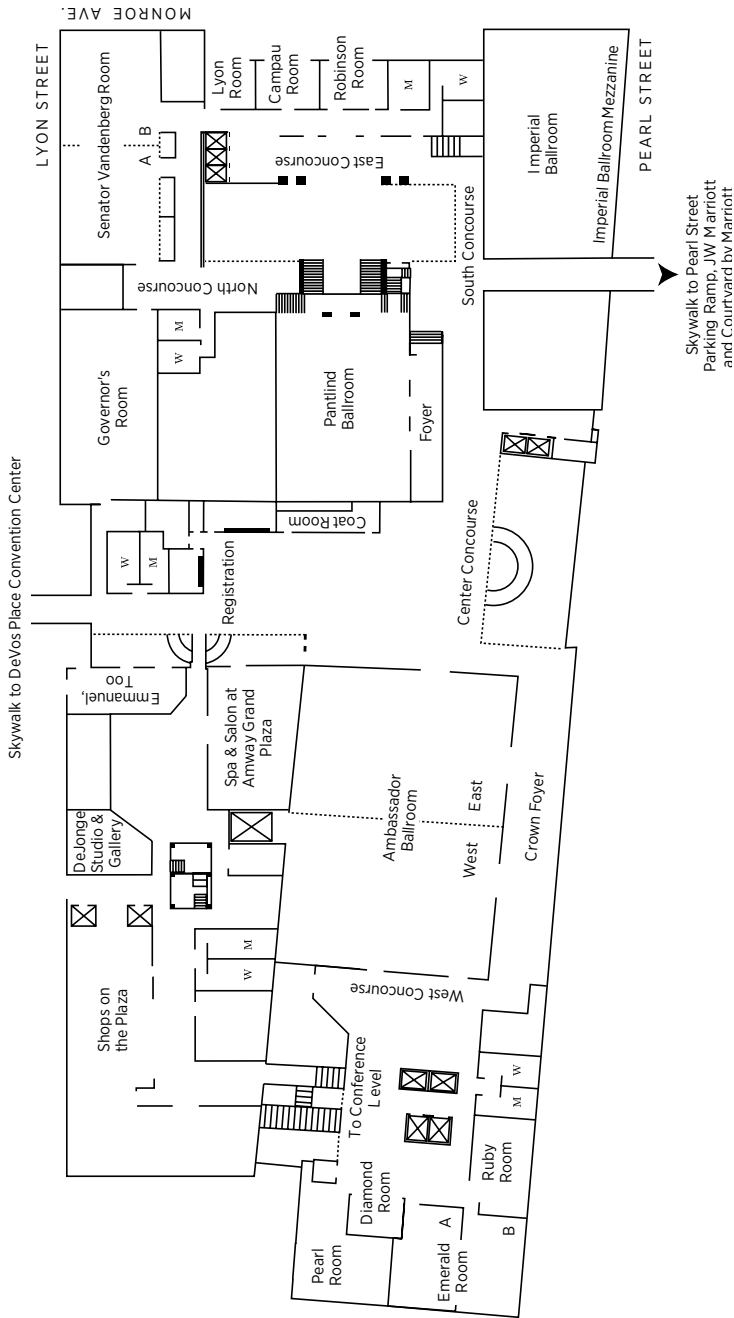 MONROE AVE.
LYON STREET
Senator Vandenberg Room
A
B
Lyon
Room
Campau
Room
Robinson
Room
M
W
East Concourse
Imperial
Ballroom
Imperial Ballroom Mezzanine
PEARL STREET
North Concourse
South Concourse
Skywalk to Pearl Street
Parking Ramp, JW Marriott
and Courtyard by Marriott
Governor's
Room
W
M
Pantlind
Ballroom
Foyer
Skywalk to DeVos Place Convention Center
W
M
Coat Room
Registration
Center Concourse
Emmanuel,
Too
Spa & Salon at
Amway Grand
Plaza
DeJonge
Studio &
Gallery
Ambassador
Ballroom
West
East
Crown Foyer
Shops on
the Plaza
W
M
West Concourse
To Conference
Level
M
W
Diamond
Room
Ruby
Room
Pearl
Room
Emerald
Room
A
B